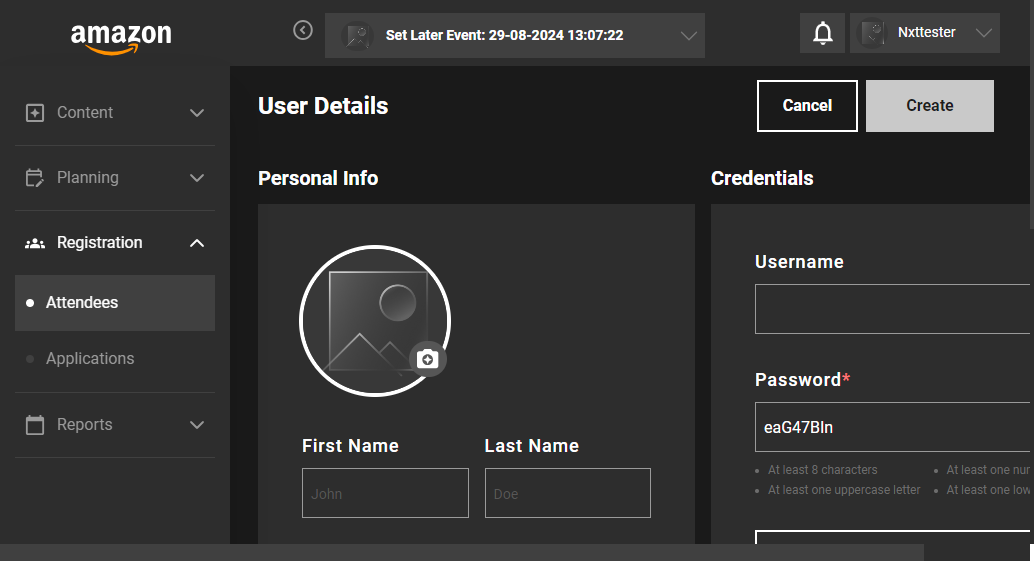 amazon
Set Later Event: 29-08-2024 13:07:22
Nxttester
Content
Planning
Registration
Attendees
Applications
Reports
User Details
Cancel
Create
Personal Info
First Name
Last Name
John
Doe
Credentials
Username
Password*
eaG47Bln
At least 8 characters
At least one
At least one uppercase letter
At least one